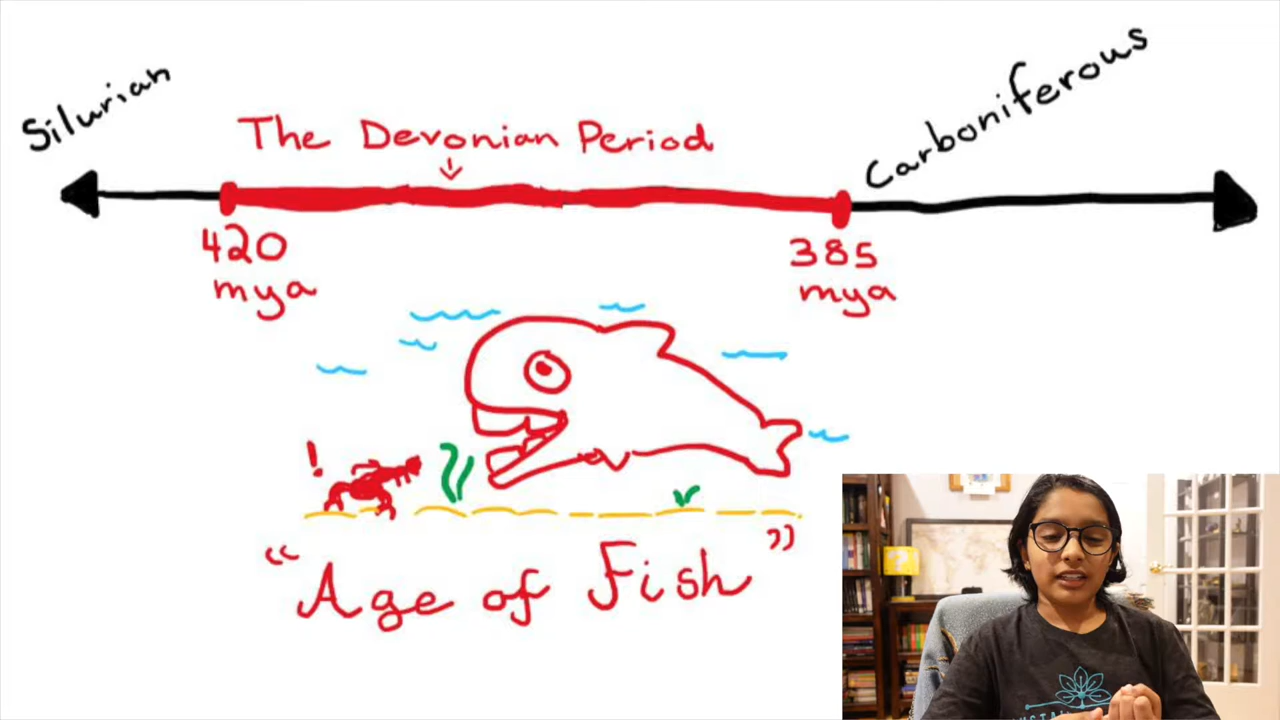 Silurian
Carboniferous
The Devonian Period
420
mya
385
mya
!
"Age of Fish"
?